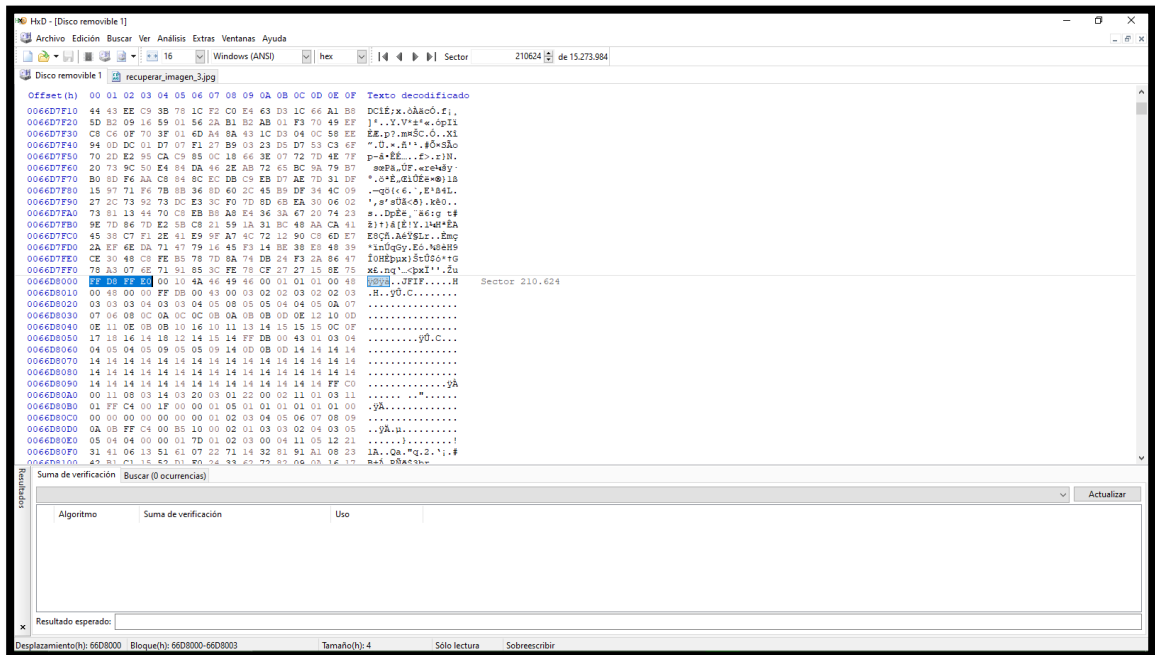 HxD - [Disco removible 1]
Archivo Edición Buscar Ver Análisis Extras Ventanas Ayuda
16 Windows (ANSI) hex Sector 210624 de 15.273.984
Disco removible 1 recuperar_imagen_3.jpg
Offset(h) 00 01 02 03 04 05 06 07 08 09 0A 0B 0C 0D 0E 0F Texto decodificado
0066D7F10 44 43 EE C9 3B 78 1C F2 C0 E4 63 D3 1C 66 A1 B8
0066D7F20 5D B2 09 16 59 01 56 2A B1 B2 AB 01 F3 70 49 EF
0066D7F30 C8 C6 0F 70 3F 01 6D A4 8A 43 1C D3 04 0C 58 EE
0066D7F40 94 0D DC 01 D7 07 F1 27 B9 03 23 D5 D7 53 C3 6F
0066D7F50 70 2D E2 95 CA C9 85 0C 18 66 3E 07 72 7D 4E 7F
0066D7F60 20 73 9C 50 E4 84 DA 46 2E AB 72 65 BC 9A 79 B7
0066D7F70 B0 8D F6 AA C8 84 8C EC DB C9 EB D7 AE 7D 31 DF
0066D7F80 15 97 71 F6 7B 8B 36 8D 60 2C 45 B9 DF 34 4C 09
0066D7F90 27 2C 73 92 73 DC E3 3C F0 7D 8D 6B EA 30 06 02
0066D7FA0 73 81 13 44 70 C8 EB B8 A8 E4 36 3A 67 20 74 23
0066D7FB0 9E 7D 86 7D E2 5B C8 21 59 1A 31 BC 48 AA CA 41
0066D7FC0 45 38 C7 F1 2E 41 E9 9F A7 4C 72 12 90 C8 6D E7
0066D7FD0 2A EF 6E DA 71 47 79 16 45 F3 14 BE 38 E8 48 39
0066D7FE0 CE 30 48 C8 FE B5 78 7D 8A 74 DB 24 F3 2A 86 47
0066D7FF0 78 A3 07 6E 71 91 85 3C FE 78 CF 27 27 15 8E 75
0066D8000 FF D8 FF E0 00 10 4A 46 49 46 00 01 01 01 00 48 ÿØÿà..JFIF.....H Sector 210.624
0066D8010 00 48 00 00 FF DB 00 43 00 03 02 02 03 02 02 03 .H..ÿÛ.C........
0066D8020 03 03 03 04 03 03 04 05 08 05 05 04 04 05 0A 07 ................
0066D8030 07 06 08 0C 0A 0C 0C 0B 0A 0B 0B 0D 0E 12 10 0D ................
0066D8040 0E 11 0E 0B 0B 10 16 10 11 13 14 15 15 15 0C 0F ................
0066D8050 17 18 16 14 18 12 14 15 14 FF DB 00 43 01 03 04 .........ÿÛ.C...
0066D8060 04 05 04 05 09 05 05 09 14 0D 0B 0D 14 14 14 14 ................
0066D8070 14 14 14 14 14 14 14 14 14 14 14 14 14 14 14 14 ................
0066D8080 14 14 14 14 14 14 14 14 14 14 14 14 14 14 14 14 ................
0066D8090 14 14 14 14 14 14 14 14 14 14 14 14 14 14 FF C0 ..............ÿÀ
0066D80A0 00 11 08 03 14 03 20 03 01 22 00 02 11 01 03 11 ...... .."......
0066D80B0 01 FF C4 00 1F 00 00 01 05 01 01 01 01 01 01 00 .ÿÄ.............
0066D80C0 00 00 00 00 00 00 01 02 03 04 05 06 07 08 09 ................
0066D80D0 0A 0B FF C4 00 B5 10 00 02 01 03 03 02 04 03 05 ..ÿÄ.µ..........
0066D80E0 05 04 04 00 00 01 7D 01 02 03 00 04 11 05 12 21 ......}........!
0066D80F0 31 41 06 13 51 61 07 22 71 14 32 81 91 A1 08 23 1A..Qa."q.2.‘¡.#
Resultados
Suma de verificación Buscar (0 ocurrencias)
Actualizar
Algoritmo Suma de verificación Uso
Resultado esperado:
Desplazamiento(h): 66D8000 Bloque(h): 66D8000-66D8003 Tamaño(h): 4 Sólo lectura Sobreescribir